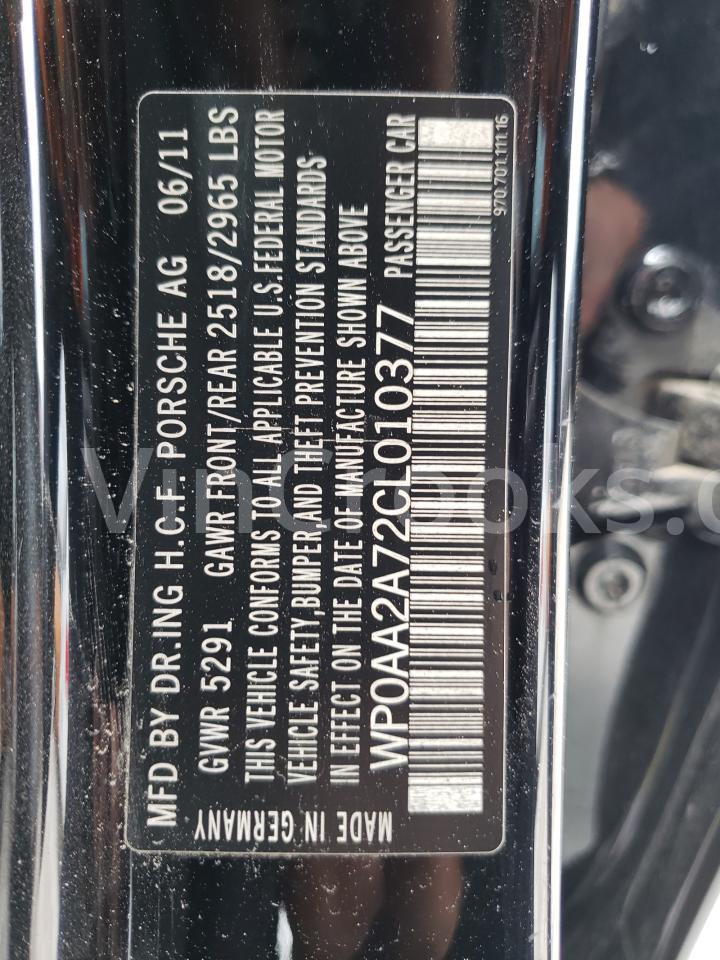 MFD BY DR.ING H.C.F. PORSCHE AG 06/11
GVWR 5291 GAWR FRONT/REAR 2518/2965 LBS
THIS VEHICLE CONFORMS TO ALL APPLICABLE U.S. FEDERAL MOTOR
VEHICLE SAFETY, BUMPER, AND THEFT PREVENTION STANDARDS
IN EFFECT ON THE DATE OF MANUFACTURE SHOWN ABOVE
WP0AA2A72CL010377 PASSENGER CAR
MADE IN GERMANY
970.701.111.16
VinCrooks.c